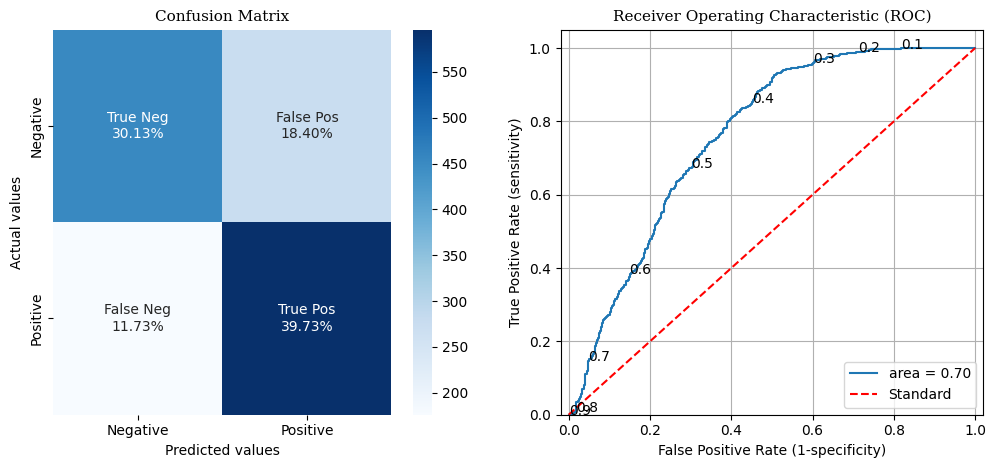 Confusion Matrix
Negative
Positive
Actual values
True Neg
30.13%
False Pos
18.40%
False Neg
11.73%
True Pos
39.73%
Negative
Positive
Predicted values
550
500
450
400
350
300
250
200
Receiver Operating Characteristic (ROC)
True Positive Rate (sensitivity)
1.0
0.8
0.6
0.4
0.2
0.0
0.1
0.2
0.3
0.4
0.5
0.6
0.7
0.8
0.9
area = 0.70
Standard
0.0
0.2
0.4
0.6
0.8
1.0
False Positive Rate (1-specificity)